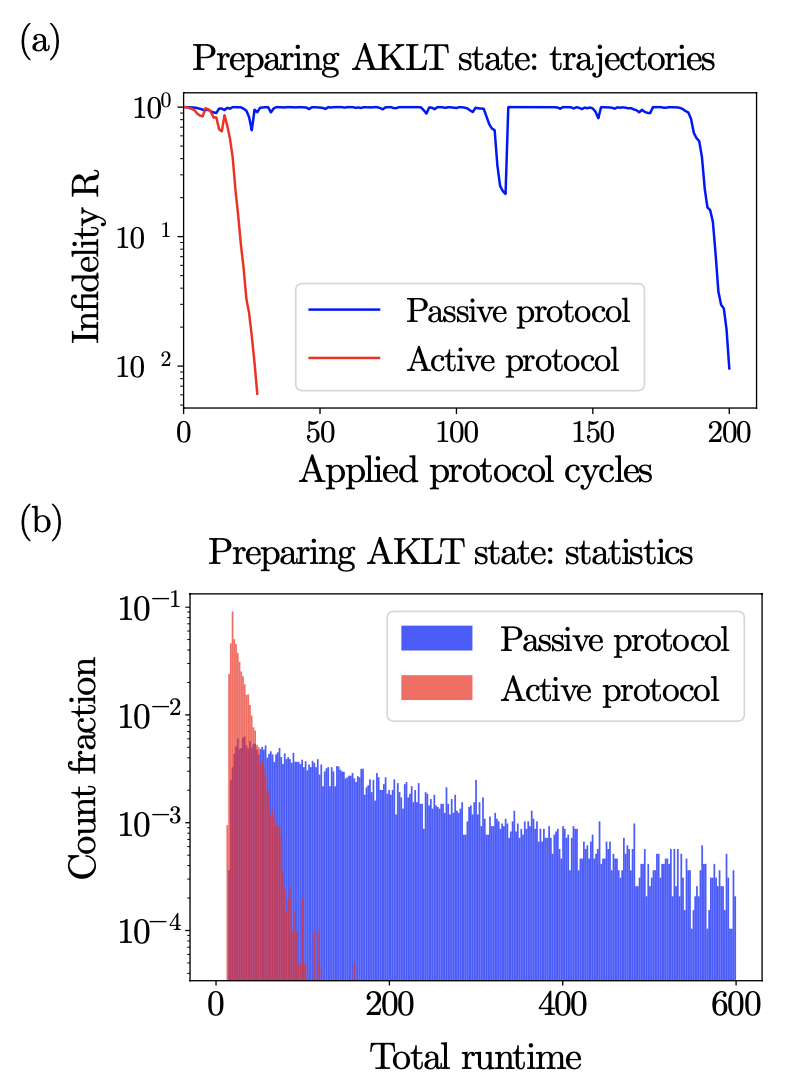 (a)
Preparing AKLT state: trajectories
10⁰
10 ¹
10 ²
Infidelity R
Passive protocol
Active protocol
0 50 100 150 200
Applied protocol cycles
(b)
Preparing AKLT state: statistics
10⁻¹
10⁻²
10⁻³
10⁻⁴
Count fraction
Passive protocol
Active protocol
0 200 400 600
Total runtime